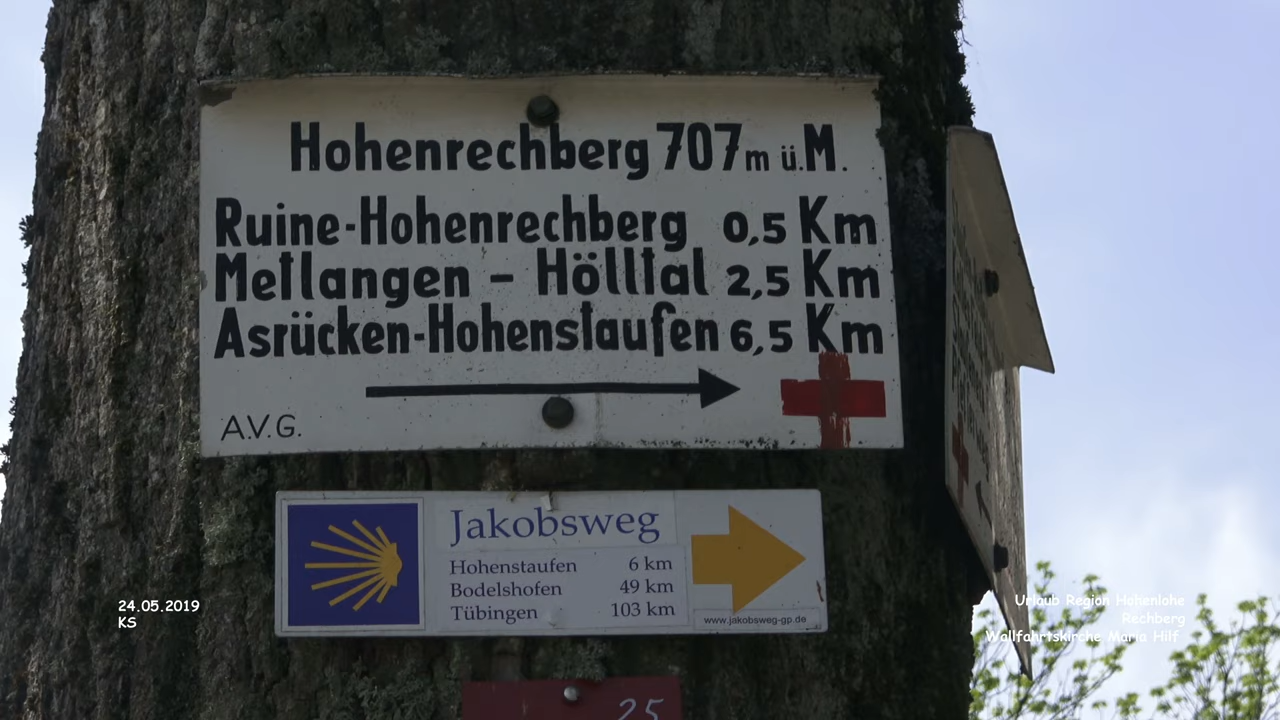 Hohenrechberg 707 m ü. M.
Ruine-Hohenrechberg 0,5 Km
Metlangen - Hölltal 2,5 Km
Asrücken-Hohenstaufen 6,5 Km
A.V.G.
Jakobsweg
Hohenstaufen 6 km
Bodelshofen 49 km
Tübingen 103 km
www.jakobsweg-gp.de
24.05.2019
KS
Urlaub Region Hohenlohe
Rechberg
Wallfahrtskirche Maria Hilf
25